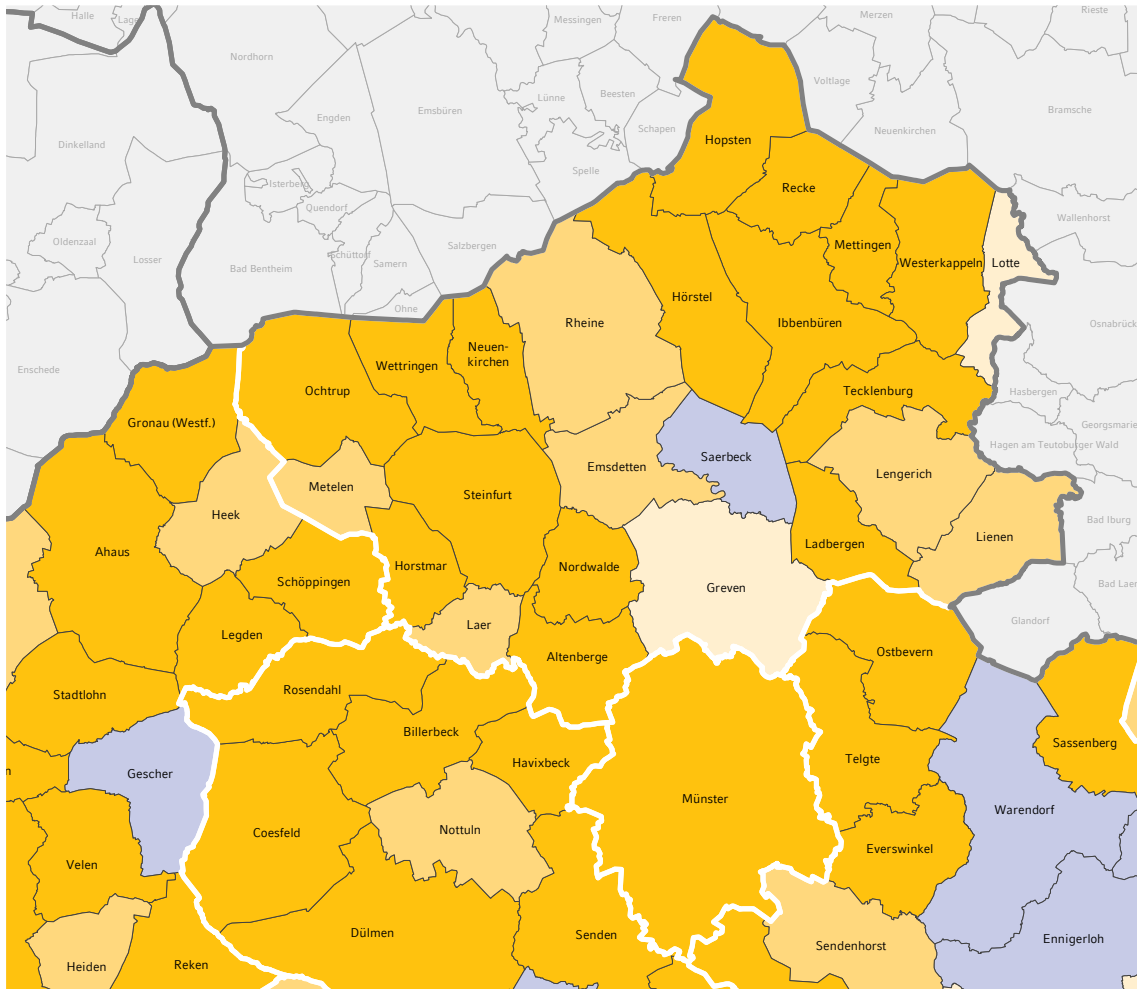 Halle
Lage
Messingen
Freren
Merzen
Rieste
Nordhorn
Voltlage
Lünne
Beesten
Emsbüren
Bramsche
Engden
Schapen
Neuenkirchen
Dinkelland
Hopsten
Spelle
Isterberg
Recke
Quendorf
Wallenhorst
Oldenzaal
Salzbergen
Mettingen
Losser
Schüttorf
Samern
Westerkappeln
Lotte
Bad Bentheim
Hörstel
Ohne
Rheine
Ibbenbüren
Osnabrück
Neuen-
kirchen
Wettringen
Enschede
Ochtrup
Tecklenburg
Hasbergen
Gronau (Westf.)
Georgsmarie
Hagen am Teutoburger Wald
Saerbeck
Emsdetten
Lengerich
Metelen
Steinfurt
Heek
Bad Iburg
Lienen
Ladbergen
Ahaus
Horstmar
Nordwalde
Schöppingen
Bad Laer
Greven
Glandorf
Laer
Legden
Ostbevern
Altenberge
Rosendahl
Stadtlohn
Billerbeck
Sassenberg
Telgte
Havixbeck
n
Gescher
Münster
Warendorf
Nottuln
Coesfeld
Everswinkel
Velen
Dülmen
Senden
Ennigerloh
Sendenhorst
Reken
Heiden